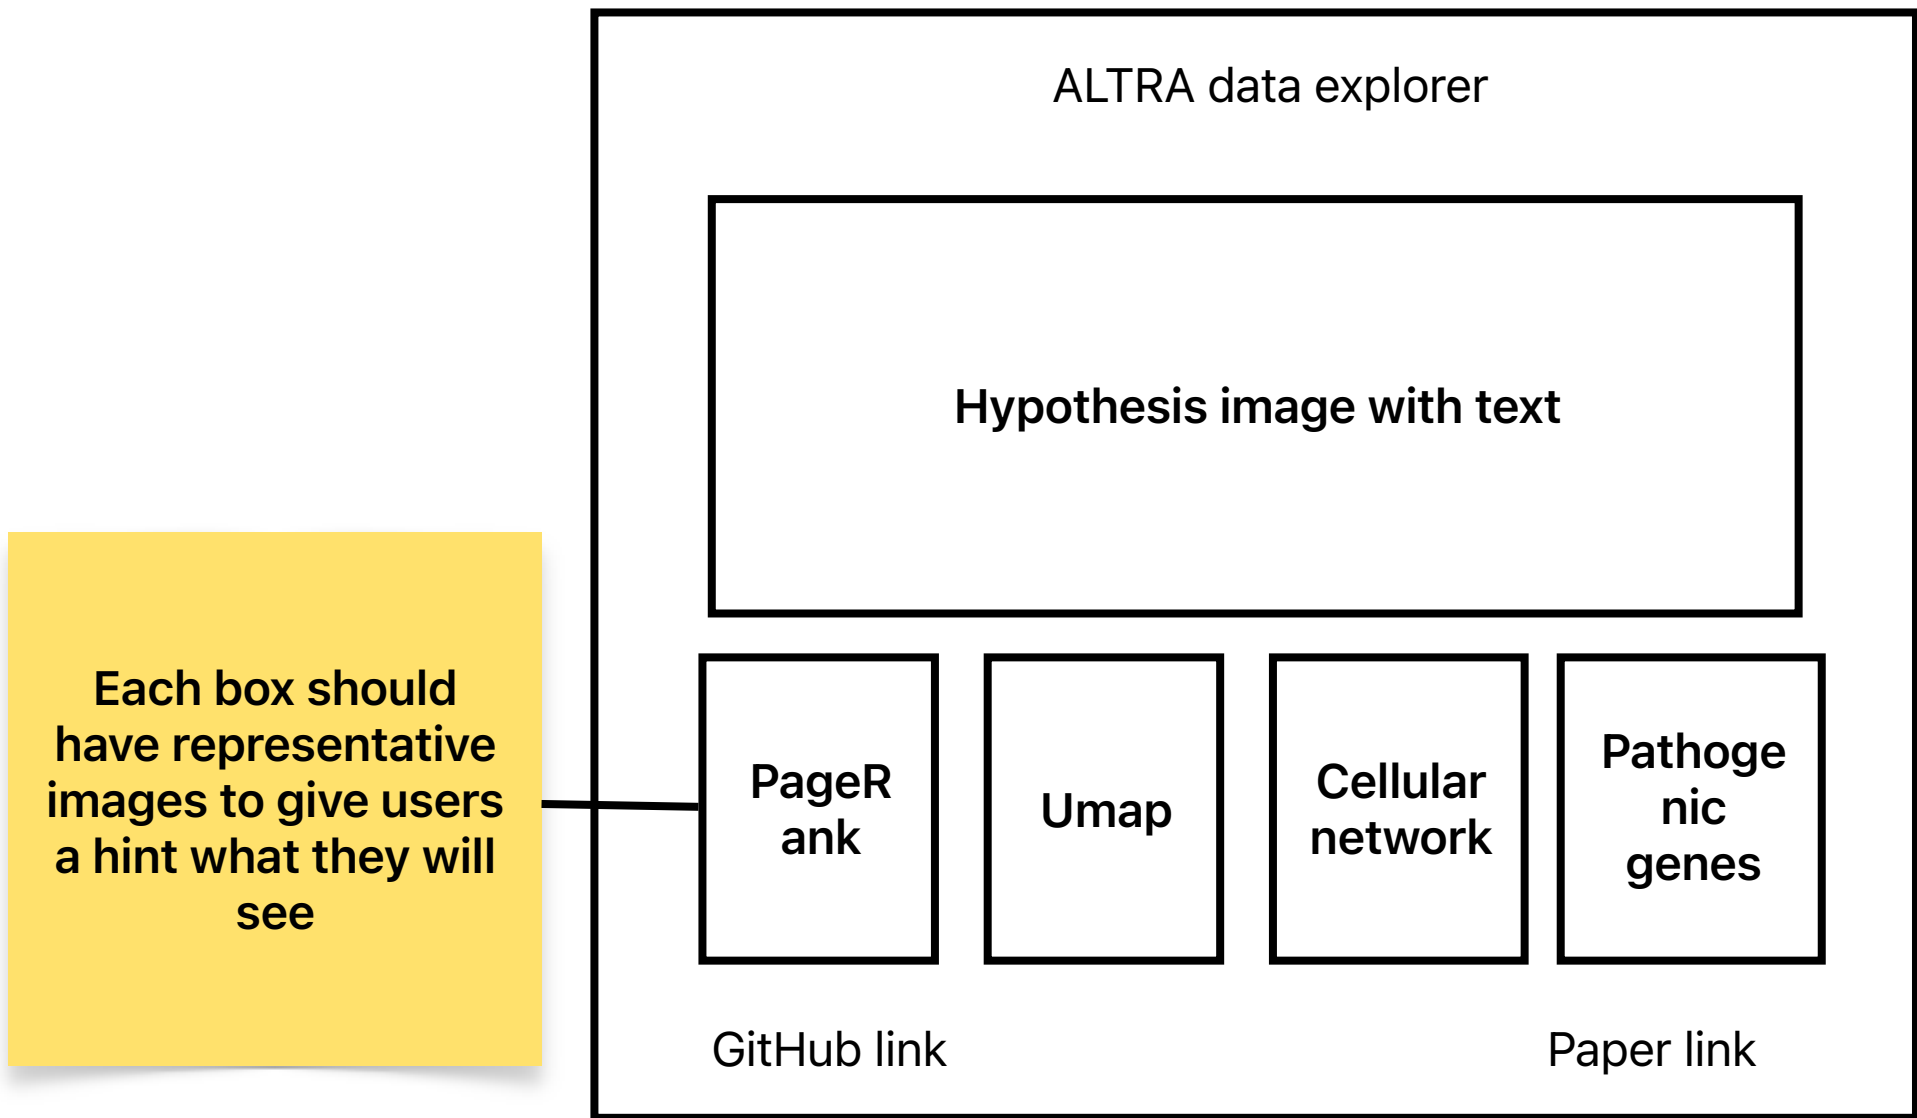 ALTRA data explorer
Hypothesis image with text
Each box should
have representative
images to give users
a hint what they will
see
PageR
ank
Umap
Cellular
network
Pathoge
nic
genes
GitHub link
Paper link